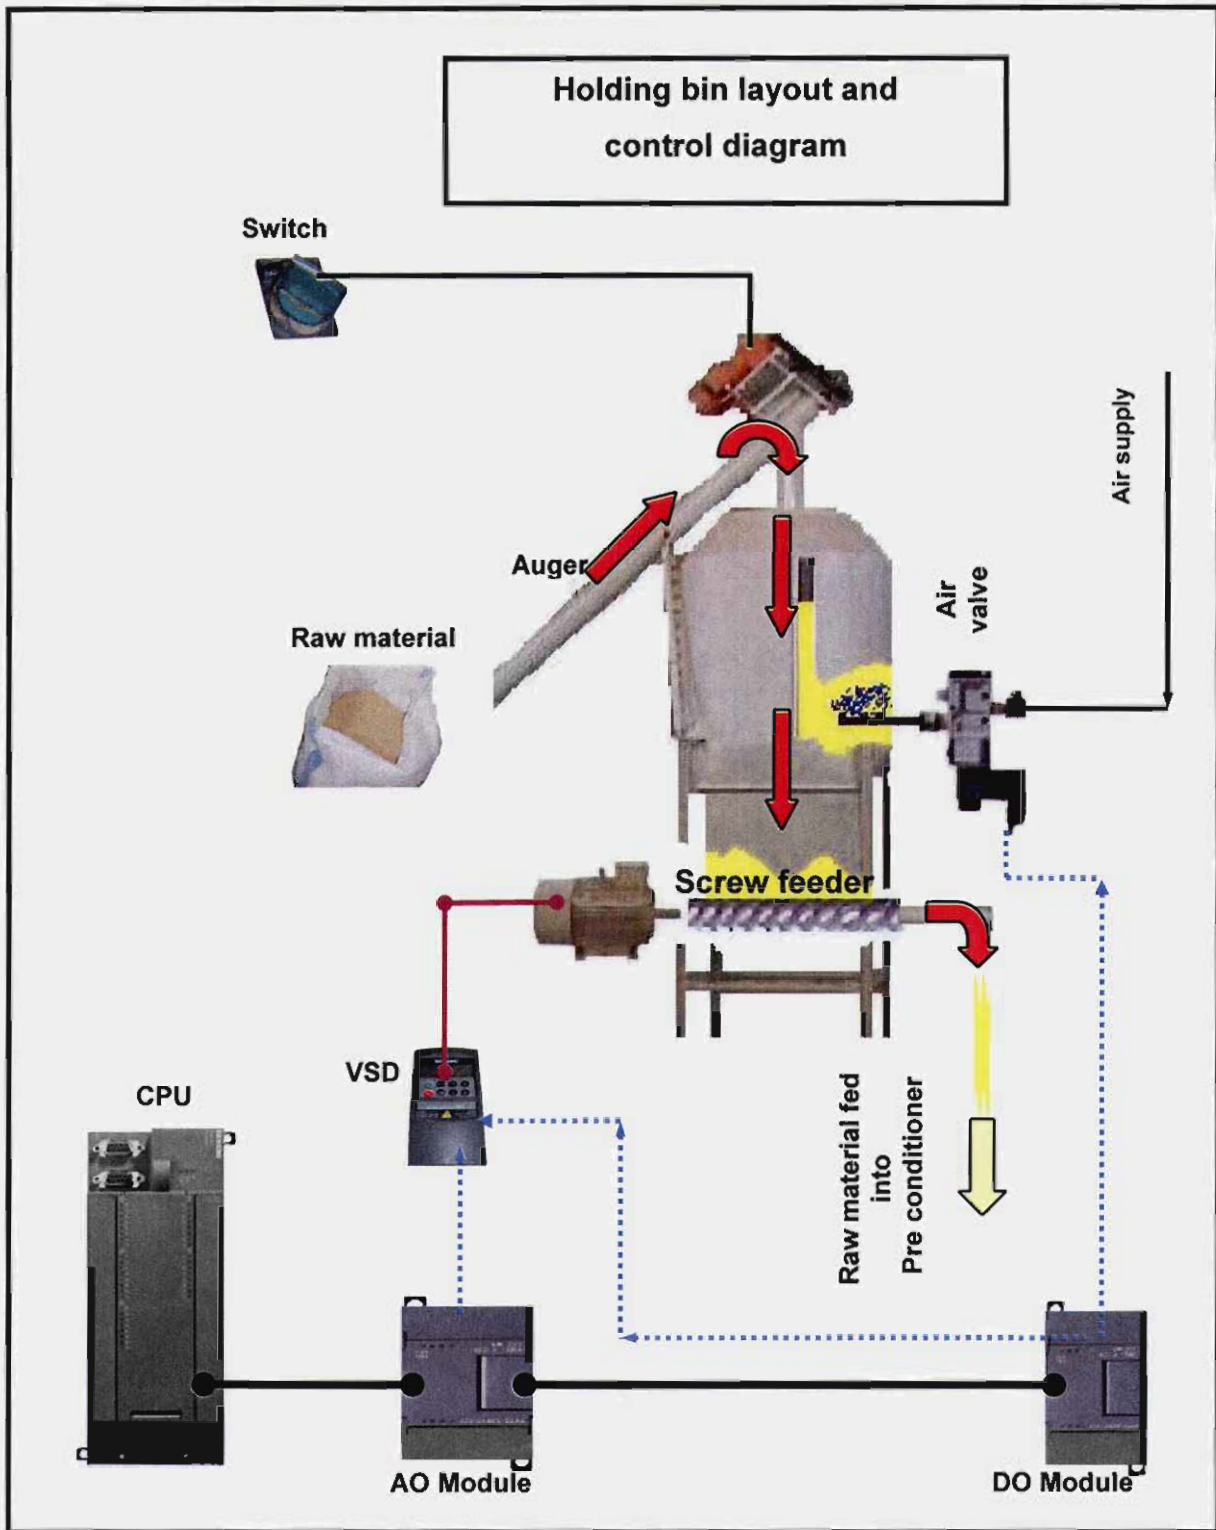 Holding bin layout and
control diagram
Switch
Air supply
Auger
Air
valve
Raw material
Screw feeder
VSD
CPU
Raw material fed
into
Pre conditioner
AO Module
DO Module